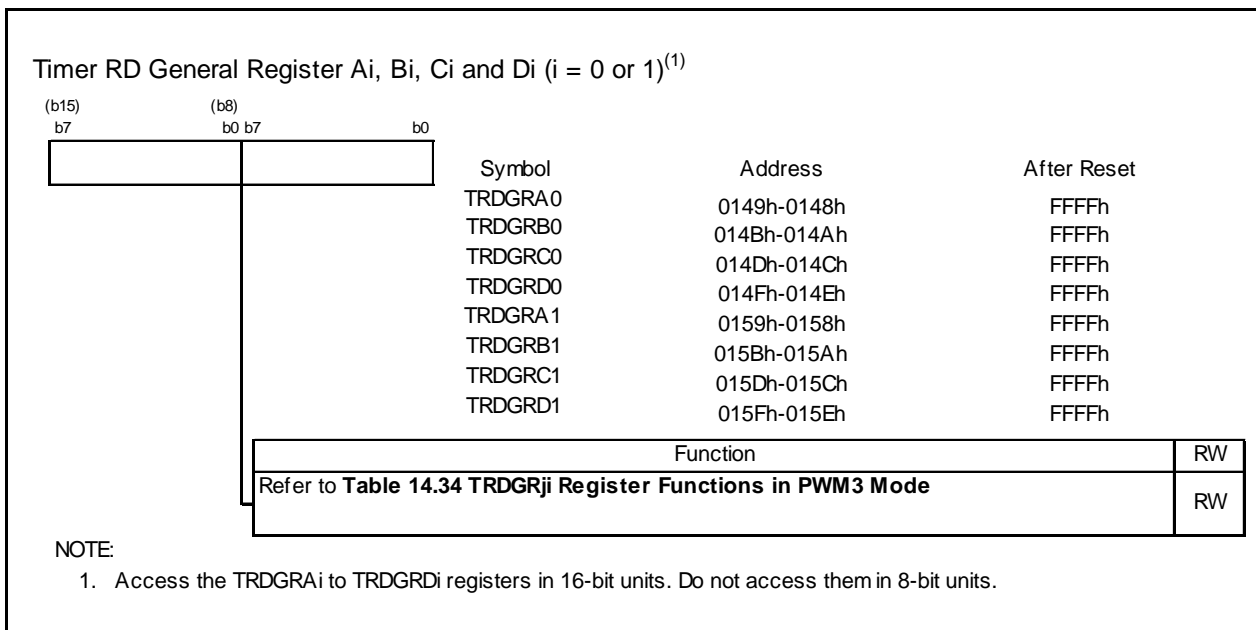 Timer RD General Register Ai, Bi, Ci and Di (i = 0 or 1)(1)
(b15) (b8)
b7 b0 b7 b0
Symbol Address After Reset
TRDGRA0 0149h-0148h FFFFh
TRDGRB0 014Bh-014Ah FFFFh
TRDGRC0 014Dh-014Ch FFFFh
TRDGRD0 014Fh-014Eh FFFFh
TRDGRA1 0159h-0158h FFFFh
TRDGRB1 015Bh-015Ah FFFFh
TRDGRC1 015Dh-015Ch FFFFh
TRDGRD1 015Fh-015Eh FFFFh
Function RW
Refer to Table 14.34 TRDGRji Register Functions in PWM3 Mode RW
NOTE:
1. Access the TRDGRAi to TRDGRDi registers in 16-bit units. Do not access them in 8-bit units.